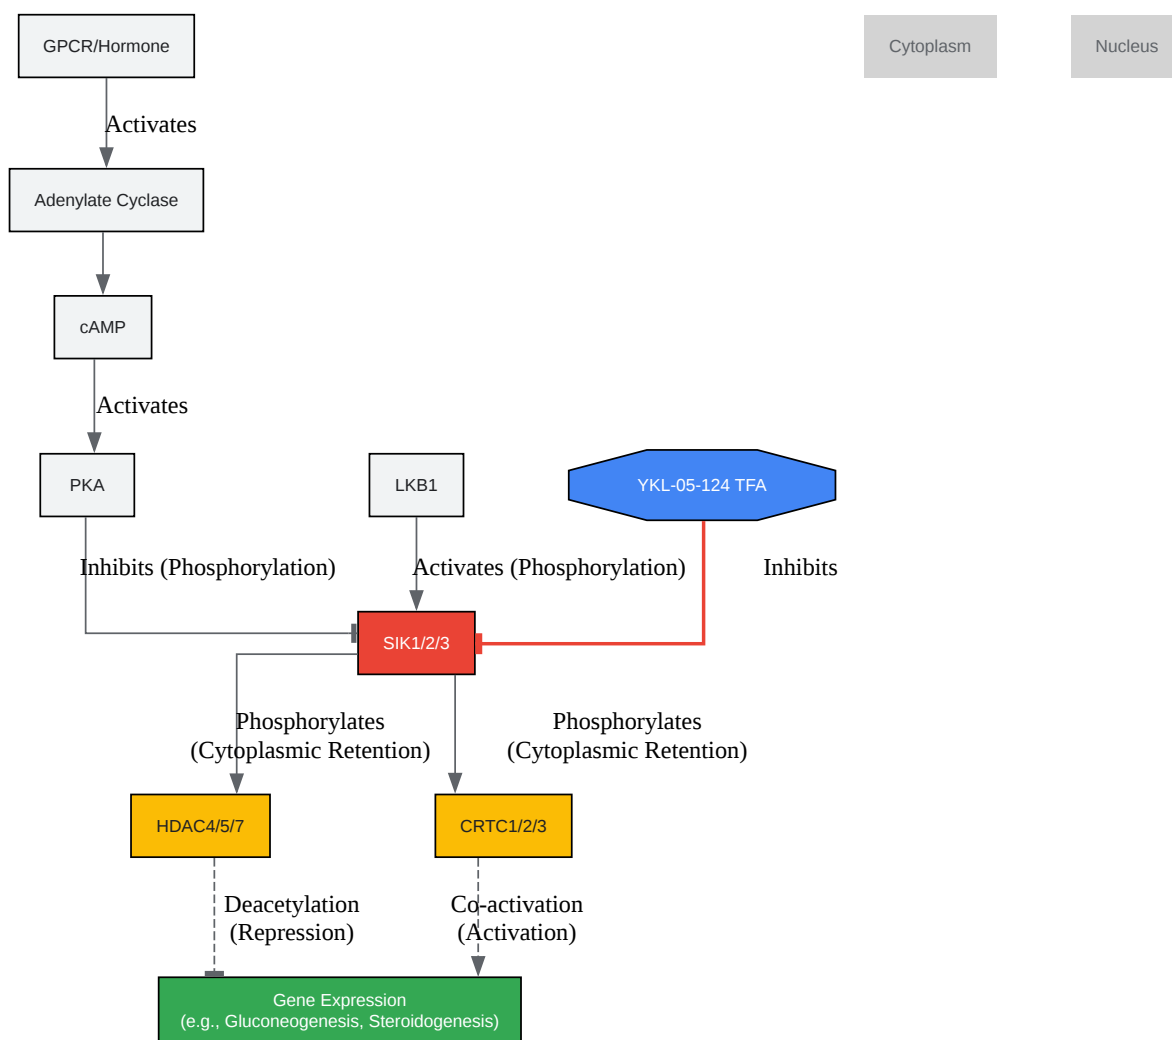 GPCR/Hormone
Cytoplasm
Nucleus
Activates
Adenylate Cyclase
cAMP
Activates
PKA
LKB1
YKL-05-124 TFA
Inhibits (Phosphorylation)
Activates (Phosphorylation)
Inhibits
SIK1/2/3
Phosphorylates
(Cytoplasmic Retention)
Phosphorylates
(Cytoplasmic Retention)
HDAC4/5/7
CRTC1/2/3
Deacetylation
(Repression)
Co-activation
(Activation)
Gene Expression
(e.g., Gluconeogenesis, Steroidogenesis)